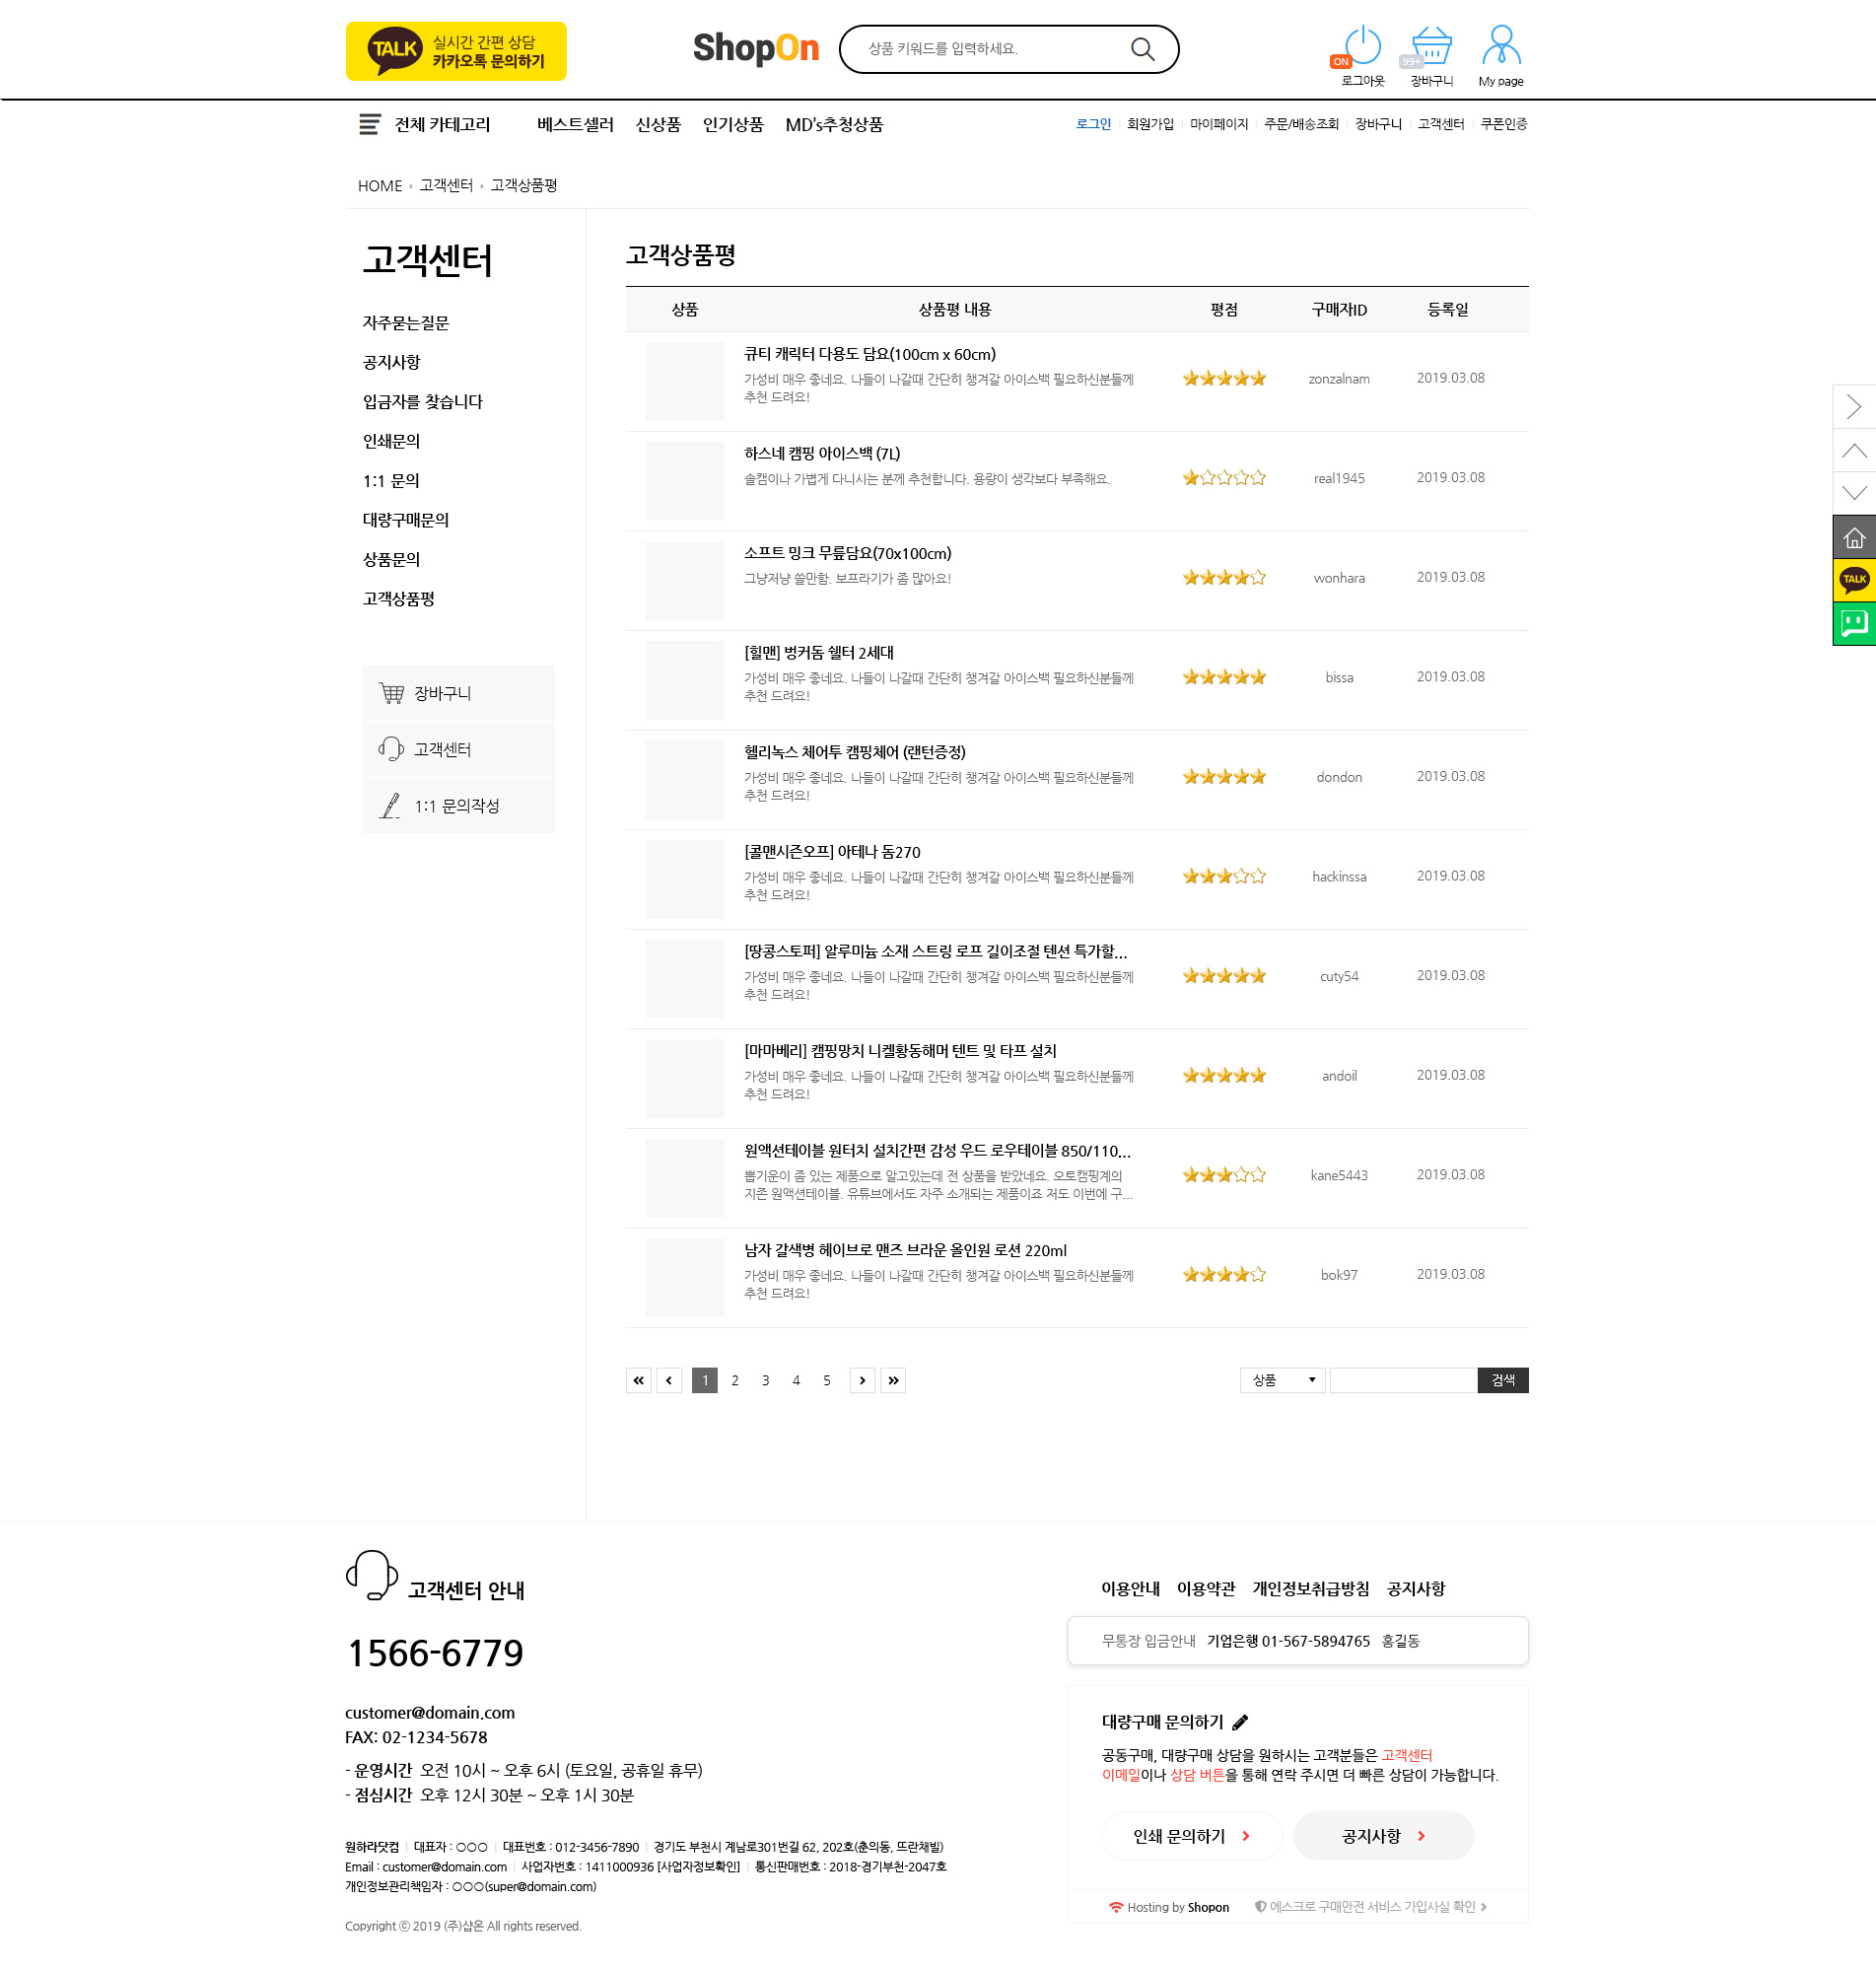 TALK 실시간 간편 상담
카카오톡 문의하기
ShopOn
상품 키워드를 입력하세요.
ON 로그아웃
99+ 장바구니
My page
전체 카테고리 베스트셀러 신상품 인기상품 MD's추청상품
로그인 회원가입 마이페이지 주문/배송조회 장바구니 고객센터 쿠폰인증
HOME 고객센터 고객상품평
고객센터
자주묻는질문
공지사항
입금자를 찾습니다
인쇄문의
1:1 문의
대량구매문의
상품문의
고객상품평
장바구니
고객센터
1:1 문의작성
고객상품평
상품 상품평 내용 평점 구매자ID 등록일
큐티 캐릭터 다용도 담요(100cm x 60cm)
가성비 매우 좋네요. 나들이 나갈때 간단히 챙겨갈 아이스백 필요하신분들께
추천 드려요!
zonzalnam 2019.03.08
하스네 캠핑 아이스백 (7L)
솔캠이나 가볍게 다니시는 분께 추천합니다. 용량이 생각보다 부족해요.
real1945 2019.03.08
소프트 밍크 무릎담요(70x100cm)
그냥저냥 쓸만함. 보프라기가 좀 많아요!
wonhara 2019.03.08
[힐맨] 벙커돔 쉘터 2세대
가성비 매우 좋네요. 나들이 나갈때 간단히 챙겨갈 아이스백 필요하신분들께
추천 드려요!
bissa 2019.03.08
헬리녹스 체어투 캠핑체어 (랜턴증정)
가성비 매우 좋네요. 나들이 나갈때 간단히 챙겨갈 아이스백 필요하신분들께
추천 드려요!
dondon 2019.03.08
[콜맨시즌오프] 아테나 돔270
가성비 매우 좋네요. 나들이 나갈때 간단히 챙겨갈 아이스백 필요하신분들께
추천 드려요!
hackinssa 2019.03.08
[땅콩스토퍼] 알루미늄 소재 스트링 로프 길이조절 텐션 특가할...
가성비 매우 좋네요. 나들이 나갈때 간단히 챙겨갈 아이스백 필요하신분들께
추천 드려요!
cuty54 2019.03.08
[마마베리] 캠핑망치 니켈황동해머 텐트 및 타프 설치
가성비 매우 좋네요. 나들이 나갈때 간단히 챙겨갈 아이스백 필요하신분들께
추천 드려요!
andoil 2019.03.08
원액션테이블 원터치 설치간편 감성 우드 로우테이블 850/110...
뽑기운이 좀 있는 제품으로 알고있는데 전 상품을 받았네요. 오토캠핑계의
지존 원액션테이블. 유튜브에서도 자주 소개되는 제품이죠 저도 이번에 구...
kane5443 2019.03.08
남자 갈색병 헤이브로 맨즈 브라운 올인원 로션 220ml
가성비 매우 좋네요. 나들이 나갈때 간단히 챙겨갈 아이스백 필요하신분들께
추천 드려요!
bok97 2019.03.08
1 2 3 4 5
상품 검색
TALK
고객센터 안내
1566-6779
customer@domain.com
FAX: 02-1234-5678
- 운영시간 오전 10시 ~ 오후 6시 (토요일, 공휴일 휴무)
- 점심시간 오후 12시 30분 ~ 오후 1시 30분
원하라닷컴 대표자 : ○○○ 대표번호 : 012-3456-7890 경기도 부천시 계남로301번길 62, 202호(춘의동, 뜨란채빌)
Email : customer@domain.com 사업자번호 : 1411000936 [사업자정보확인] 통신판매번호 : 2018-경기부천-2047호
개인정보관리책임자 : ○○○(super@domain.com)
Copyright ⓒ 2019 (주)샵온 All rights reserved.
이용안내 이용약관 개인정보취급방침 공지사항
무통장 입금안내 기업은행 01-567-5894765 홍길동
대량구매 문의하기
공동구매, 대량구매 상담을 원하시는 고객분들은 고객센터
이메일이나 상담 버튼을 통해 연락 주시면 더 빠른 상담이 가능합니다.
인쇄 문의하기 공지사항
Hosting by Shopon 에스크로 구매안전 서비스 가입사실 확인